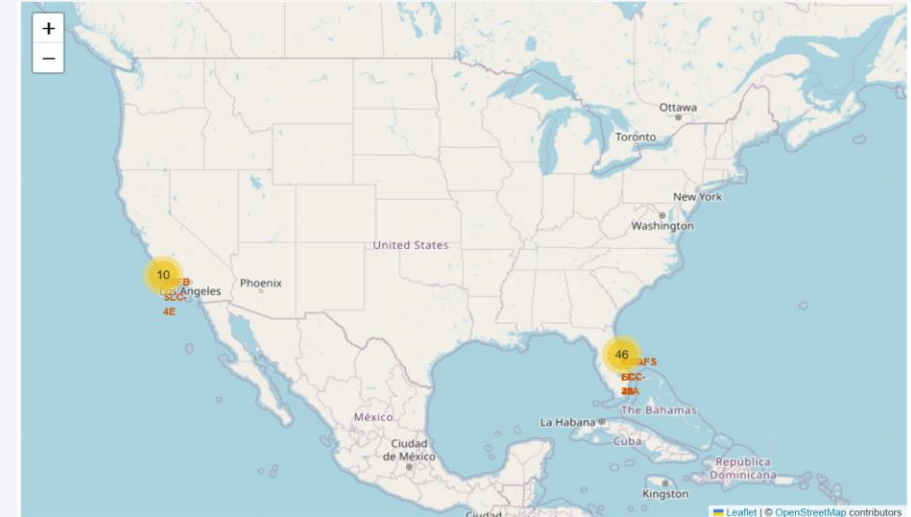 +
−
Ottawa
Toronto
New York
Washington
United States
10
Los Angeles
SLC-
4E
Phoenix
46
México
Ciudad
de México
La Habana
The Bahamas
Cuba
República
Dominicana
Kingston
Ciudad
Leaflet | © OpenStreetMap contributors